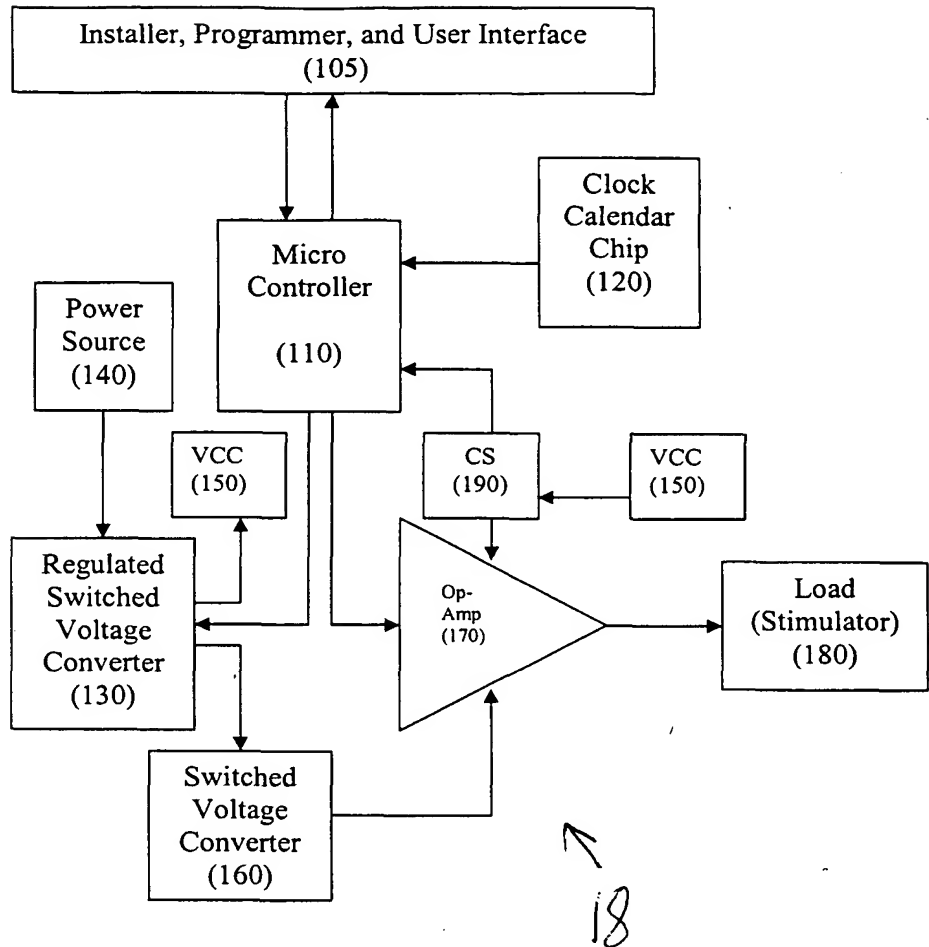 Installer, Programmer, and User Interface
(105)
Clock
Calendar
Chip
(120)
Micro
Controller
(110)
Power
Source
(140)
VCC
(150)
CS
(190)
VCC
(150)
Regulated
Switched
Voltage
Converter
(130)
Op-
Amp
(170)
Load
(Stimulator)
(180)
Switched
Voltage
Converter
(160)
18